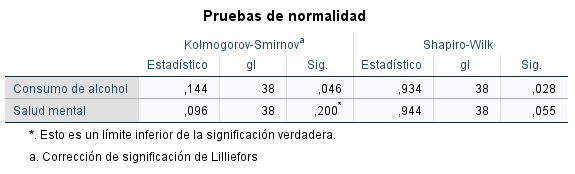 Pruebas de normalidad
Kolmogorov-Smirnovᵃ Shapiro-Wilk
Estadístico gl Sig. Estadístico gl Sig.
Consumo de alcohol ,144 38 ,046 ,934 38 ,028
Salud mental ,096 38 ,200* ,944 38 ,055
*. Esto es un límite inferior de la significación verdadera.
a. Corrección de significación de Lilliefors